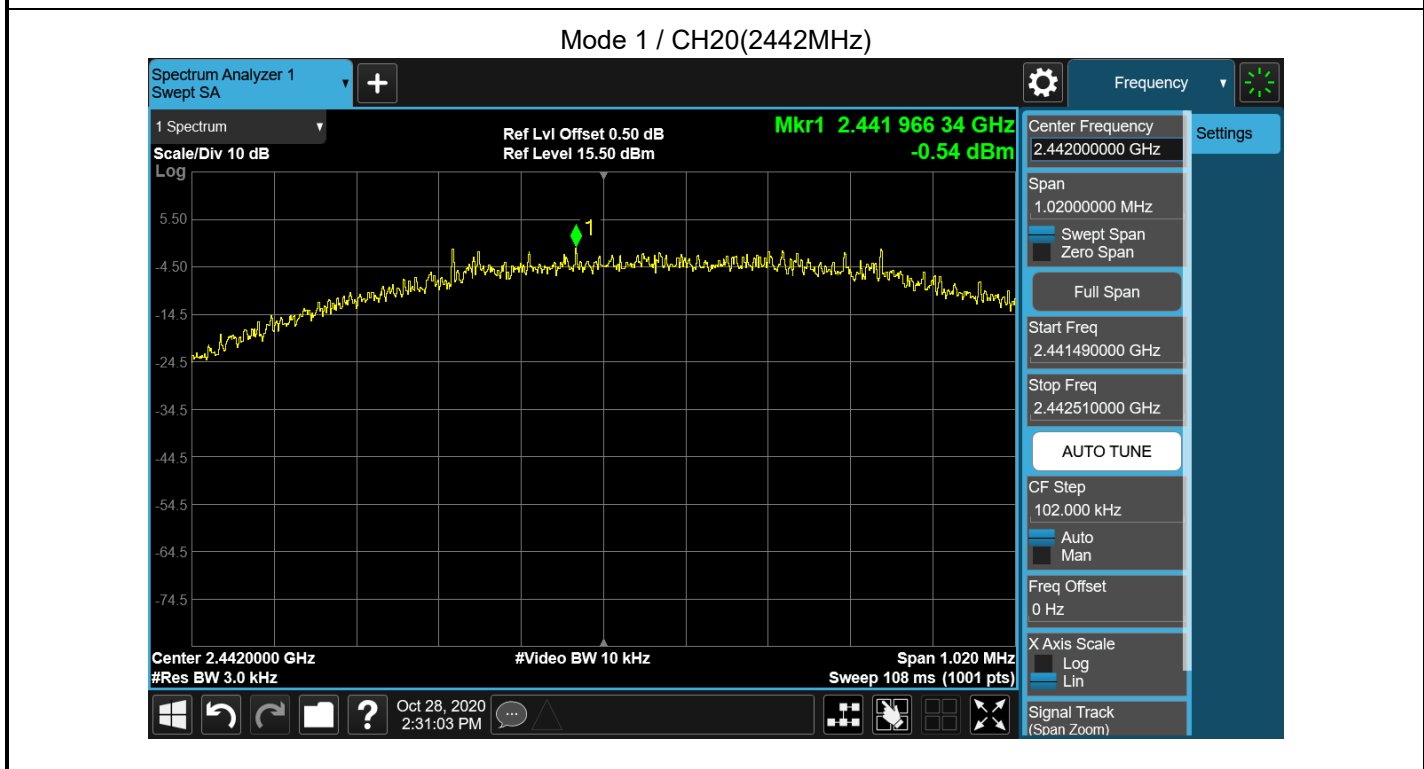 Mode 1 / CH20(2442MHz)
Spectrum Analyzer 1
Swept SA
Frequency
1 Spectrum
Scale/Div 10 dB
Log
Ref Lvl Offset 0.50 dB
Ref Level 15.50 dBm
Mkr1 2.441 966 34 GHz
-0.54 dBm
1
5.50
-4.50
-14.5
-24.5
-34.5
-44.5
-54.5
-64.5
-74.5
Center 2.4420000 GHz
#Video BW 10 kHz
Span 1.020 MHz
#Res BW 3.0 kHz
Sweep 108 ms (1001 pts)
Center Frequency
2.442000000 GHz
Settings
Span
1.02000000 MHz
Swept Span
Zero Span
Full Span
Start Freq
2.441490000 GHz
Stop Freq
2.442510000 GHz
AUTO TUNE
CF Step
102.000 kHz
Auto
Man
Freq Offset
0 Hz
X Axis Scale
Log
Lin
Signal Track
(Span Zoom)
?
Oct 28, 2020
2:31:03 PM